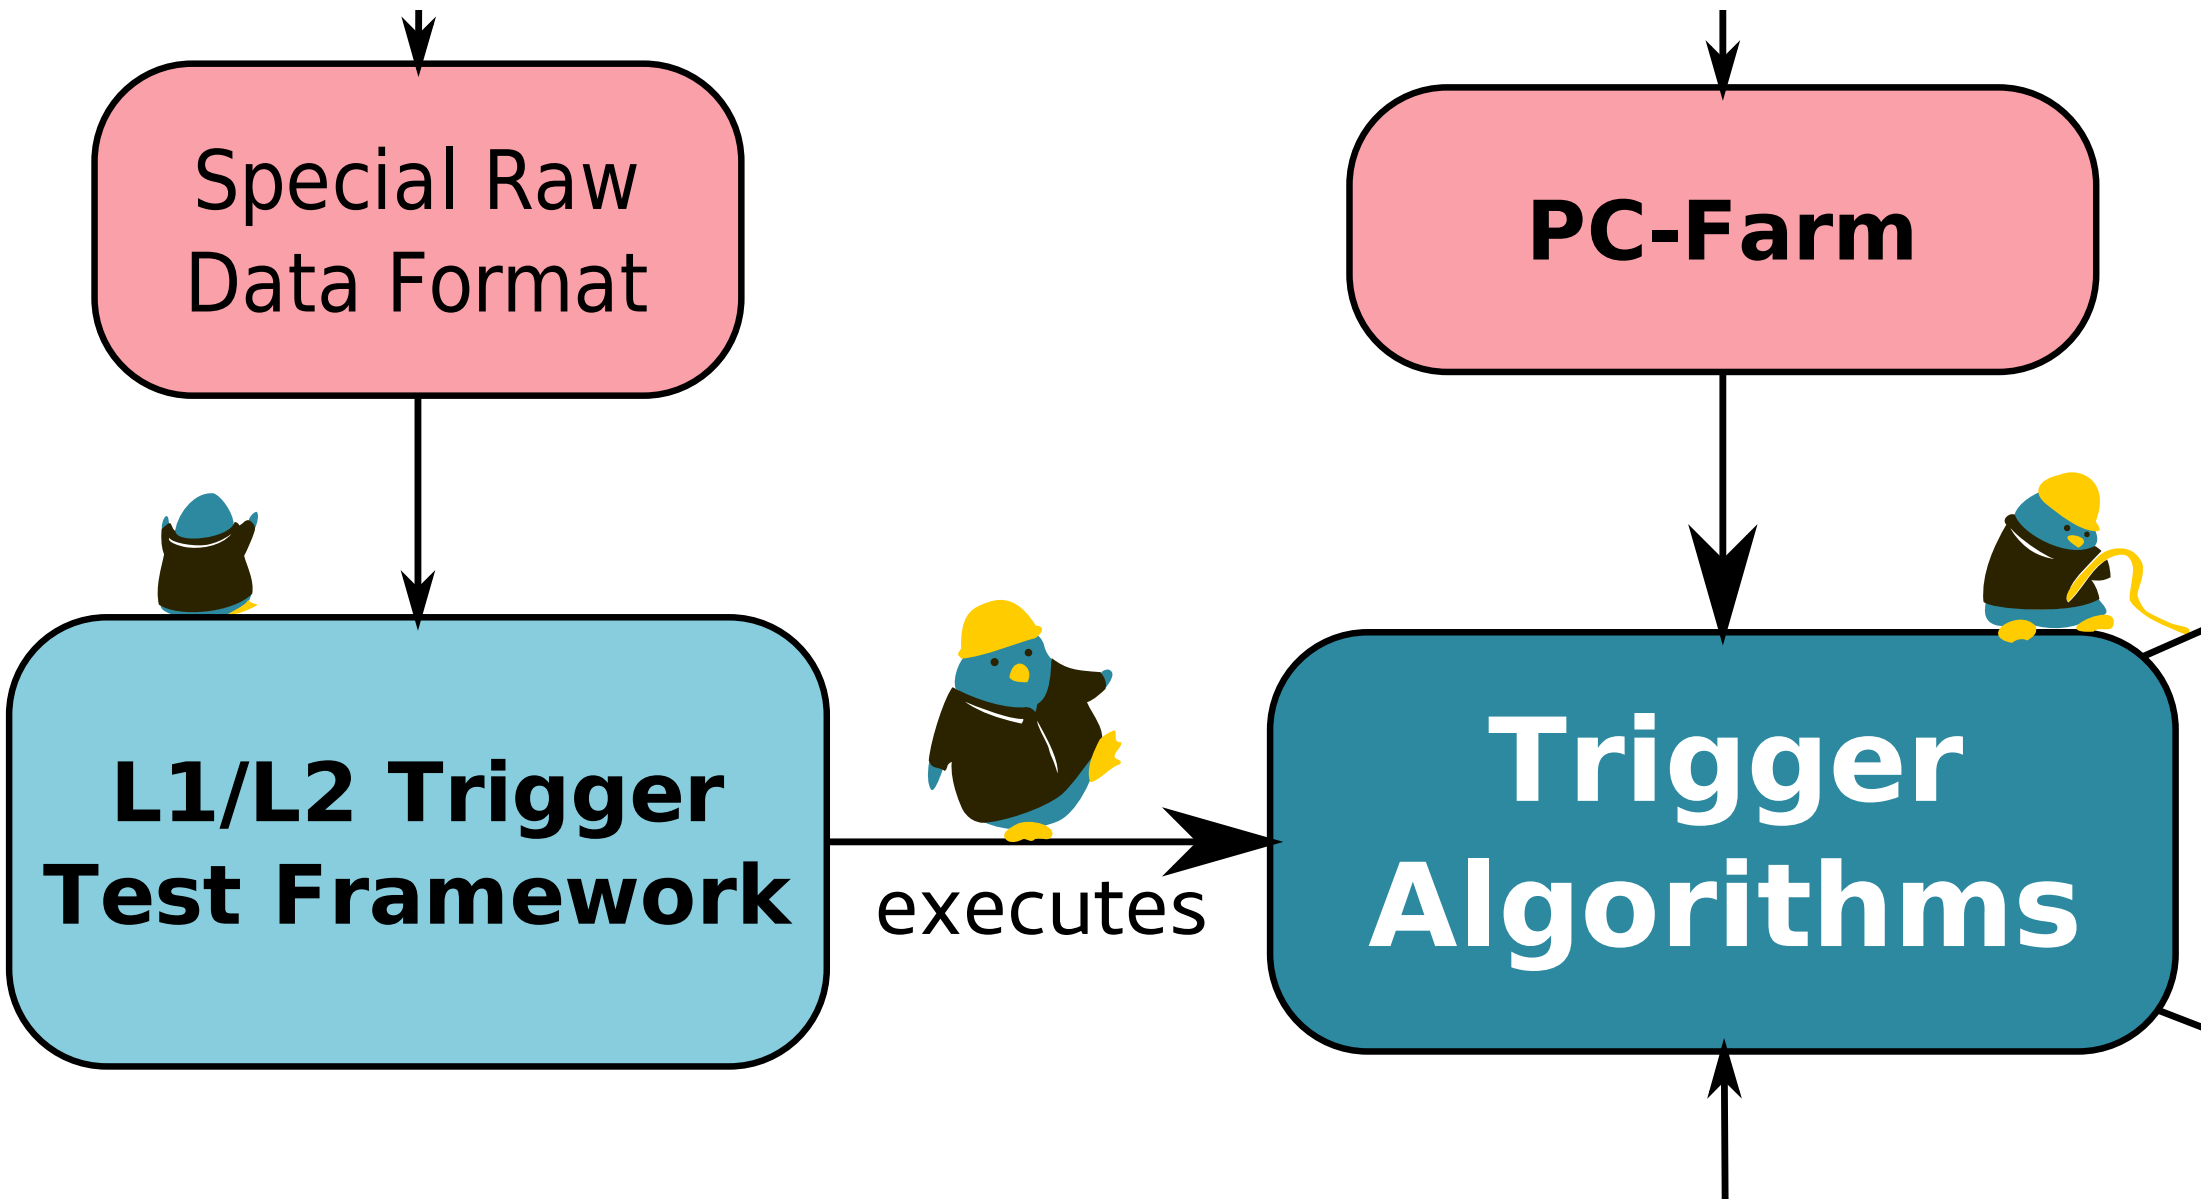 Special Raw
Data Format
PC-Farm
L1/L2 Trigger
Test Framework
executes
Trigger
Algorithms